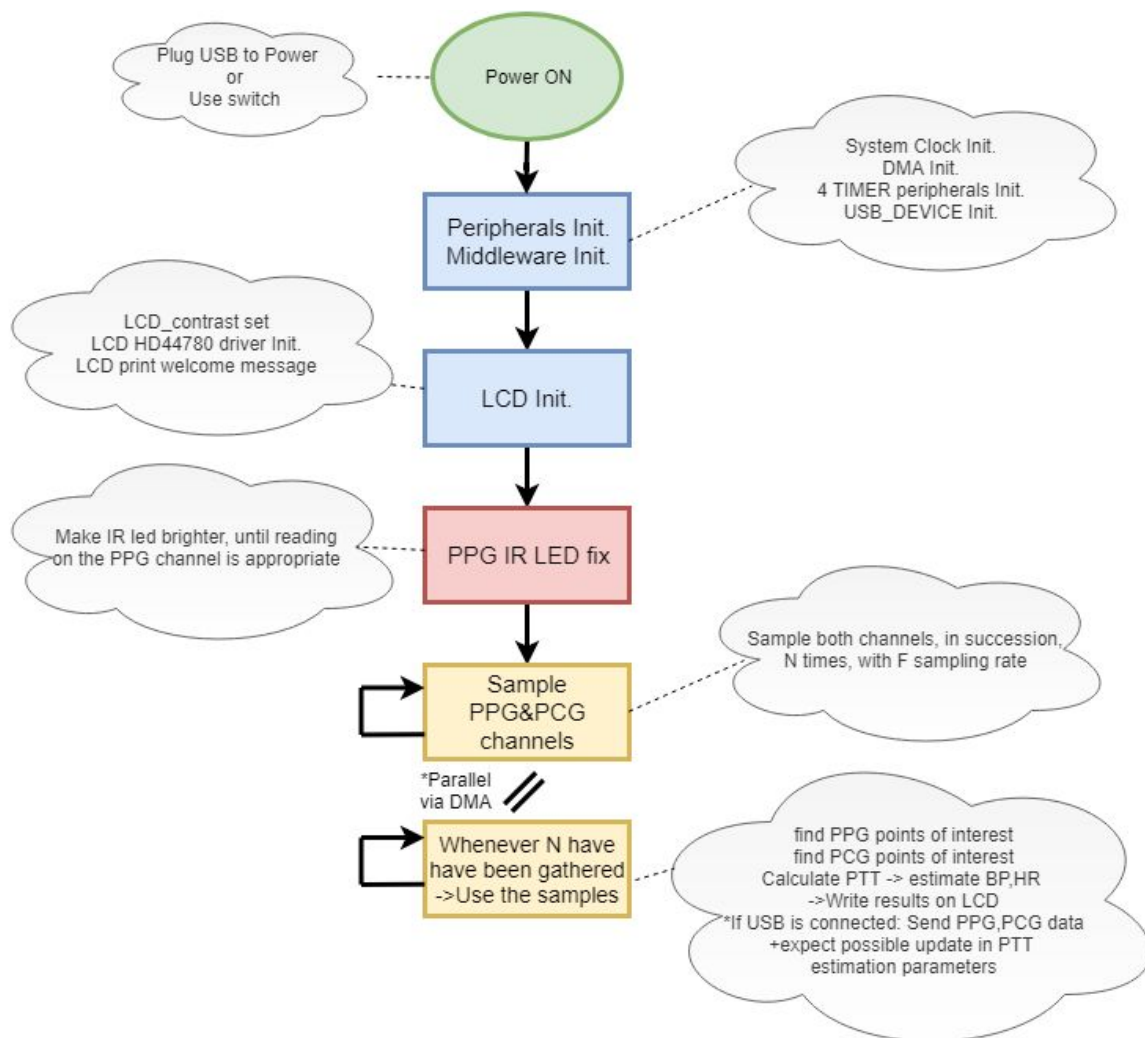 Plug USB to Power
or
Use switch
Power ON
System Clock Init.
DMA Init.
4 TIMER peripherals Init.
USB_DEVICE Init.
Peripherals Init.
Middleware Init.
LCD_contrast set
LCD HD44780 driver Init.
LCD print welcome message
LCD Init.
Make IR led brighter, until reading
on the PPG channel is appropriate
PPG IR LED fix
Sample both channels, in succession,
N times, with F sampling rate
Sample
PPG&PCG
channels
*Parallel
via DMA
Whenever N have
have been gathered
->Use the samples
find PPG points of interest
find PCG points of interest
Calculate PTT -> estimate BP,HR
->Write results on LCD
*If USB is connected: Send PPG,PCG data
+expect possible update in PTT
estimation parameters